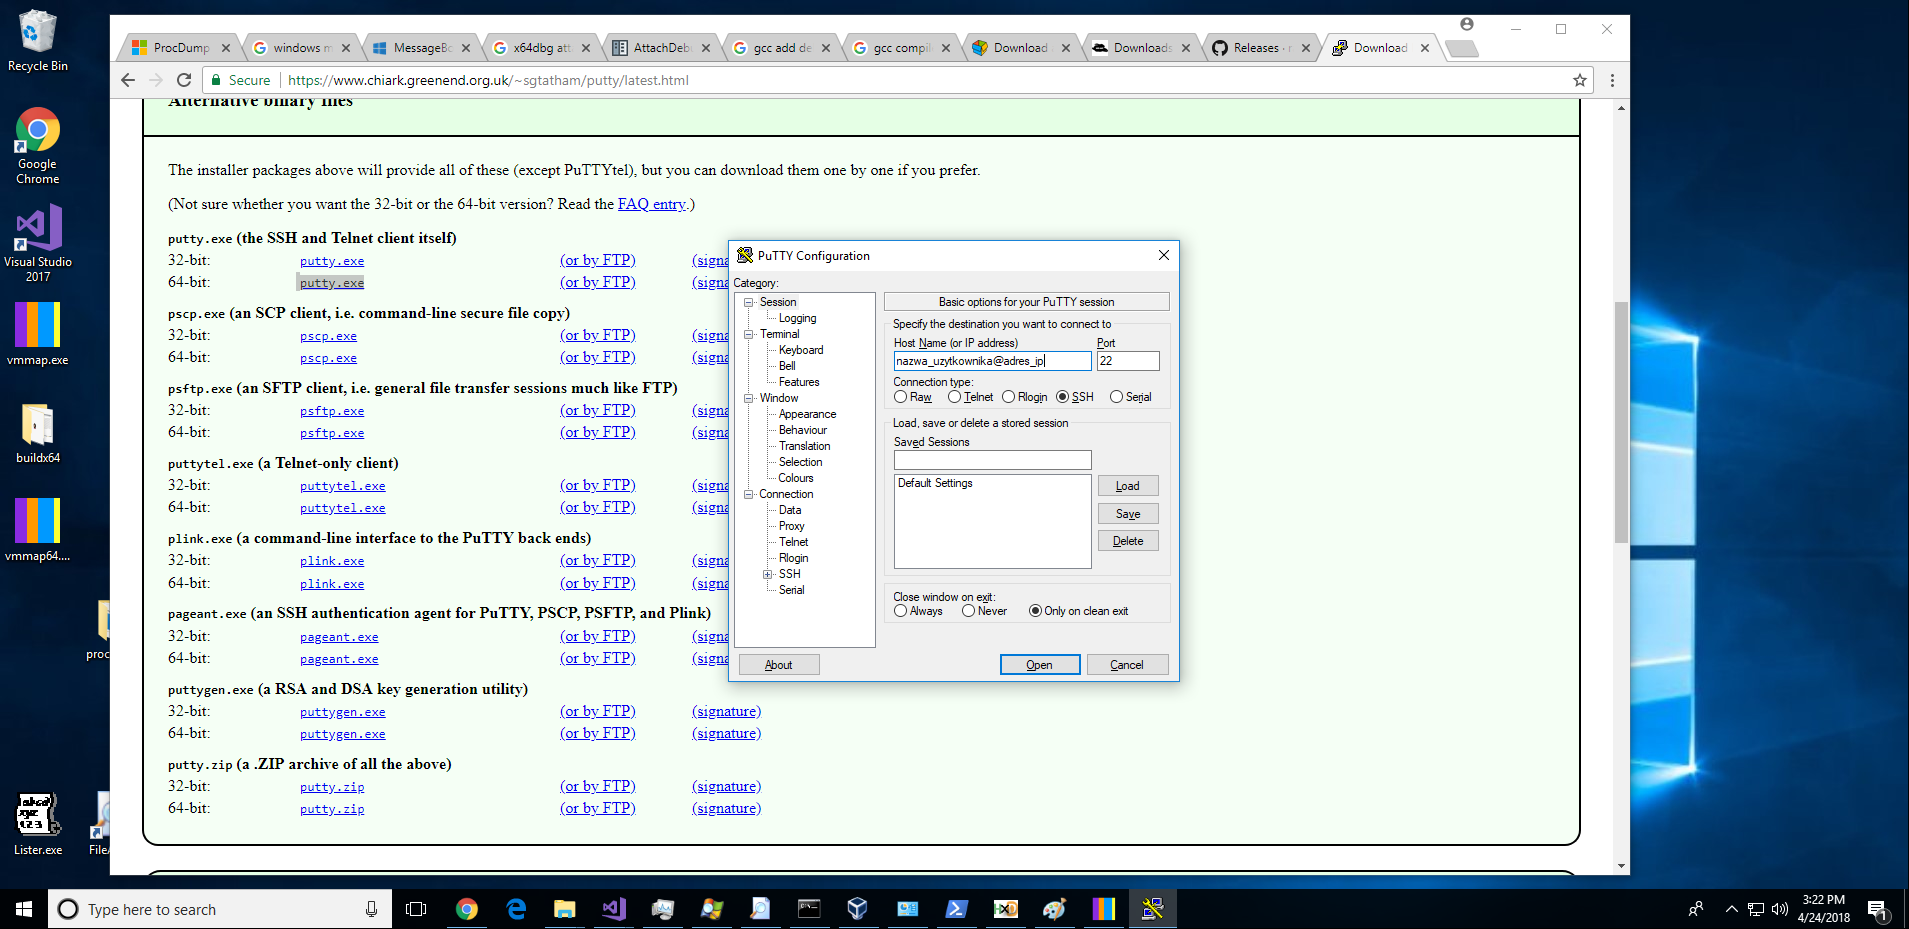 Recycle Bin
Google
Chrome
Visual Studio
2017
vmmap.exe
buildx64
vmmap64....
proc
Lister.exe
File
ProcDump
windows m
MessageBo
x64dbg att
AttachDebu
gcc add de
gcc compil
Download
Downloads
Releases ·
Download
Secure
https://www.chiark.greenend.org.uk/~sgtatham/putty/latest.html
Alternative binary files
The installer packages above will provide all of these (except PuTTYtel), but you can download them one by one if you prefer.
(Not sure whether you want the 32-bit or the 64-bit version? Read the FAQ entry.)
putty.exe (the SSH and Telnet client itself)
32-bit: putty.exe (or by FTP) (signa
64-bit: putty.exe (or by FTP) (signa
pscp.exe (an SCP client, i.e. command-line secure file copy)
32-bit: pscp.exe (or by FTP) (signa
64-bit: pscp.exe (or by FTP) (signa
psftp.exe (an SFTP client, i.e. general file transfer sessions much like FTP)
32-bit: psftp.exe (or by FTP) (signa
64-bit: psftp.exe (or by FTP) (signa
puttytel.exe (a Telnet-only client)
32-bit: puttytel.exe (or by FTP) (signa
64-bit: puttytel.exe (or by FTP) (signa
plink.exe (a command-line interface to the PuTTY back ends)
32-bit: plink.exe (or by FTP) (signa
64-bit: plink.exe (or by FTP) (signa
pageant.exe (an SSH authentication agent for PuTTY, PSCP, PSFTP, and Plink)
32-bit: pageant.exe (or by FTP) (signa
64-bit: pageant.exe (or by FTP) (signa
puttygen.exe (a RSA and DSA key generation utility)
32-bit: puttygen.exe (or by FTP) (signature)
64-bit: puttygen.exe (or by FTP) (signature)
putty.zip (a .ZIP archive of all the above)
32-bit: putty.zip (or by FTP) (signature)
64-bit: putty.zip (or by FTP) (signature)
PuTTY Configuration
Category:
Session
Logging
Terminal
Keyboard
Bell
Features
Window
Appearance
Behaviour
Translation
Selection
Colours
Connection
Data
Proxy
Telnet
Rlogin
SSH
Serial
Basic options for your PuTTY session
Specify the destination you want to connect to
Host Name (or IP address) Port
nazwa_uzytkownika@adres_ip 22
Connection type:
Raw Telnet Rlogin SSH Serial
Load, save or delete a stored session
Saved Sessions
Default Settings
Load
Save
Delete
Close window on exit:
Always Never Only on clean exit
About Open Cancel
Type here to search
3:22 PM
4/24/2018
1